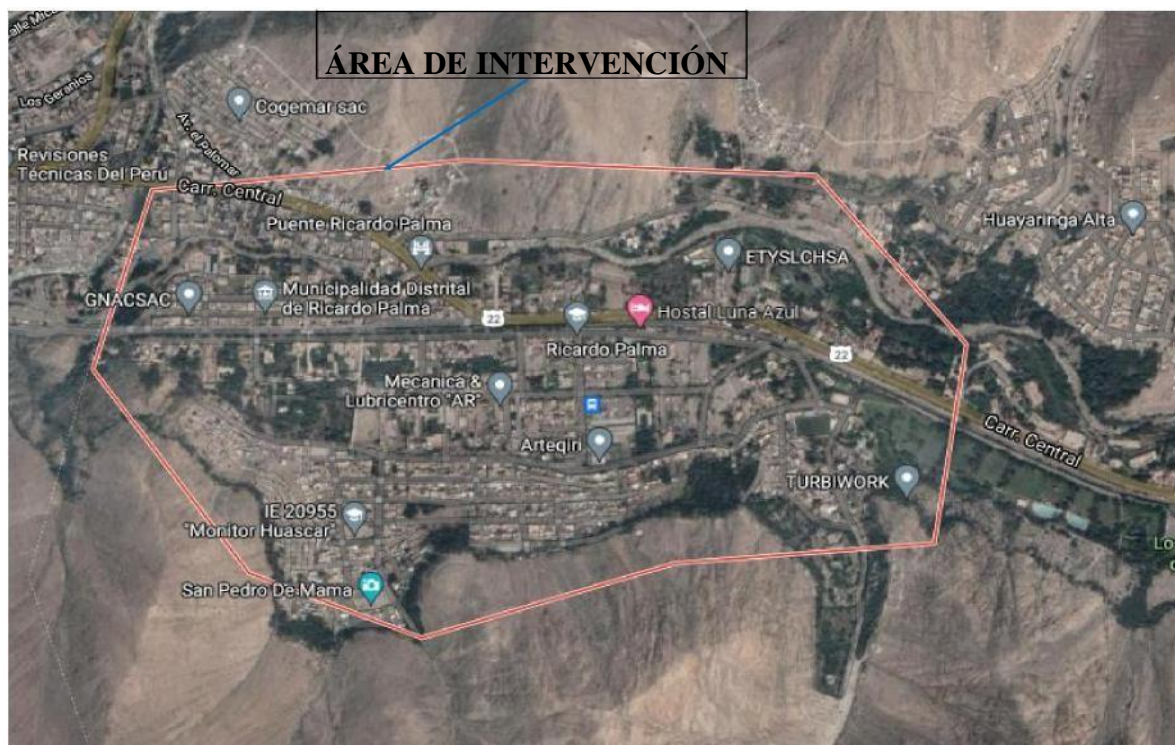 ÁREA DE INTERVENCIÓN
Los Geranios
Cogemar sac
Av. el Palomar
Revisiones
Técnicas Del Perú
Carr. Central
Puente Ricardo Palma
Huayaringa Alta
ETYSLCHSA
GNACSAC
Municipalidad Distrital
de Ricardo Palma
22
Hostal Luna Azul
Ricardo Palma
22
Mecanica &
Lubricentro "AR"
Carr. Central
Arteqiri
TURBIWORK
IE 20955
"Monitor Huascar"
San Pedro De Mama